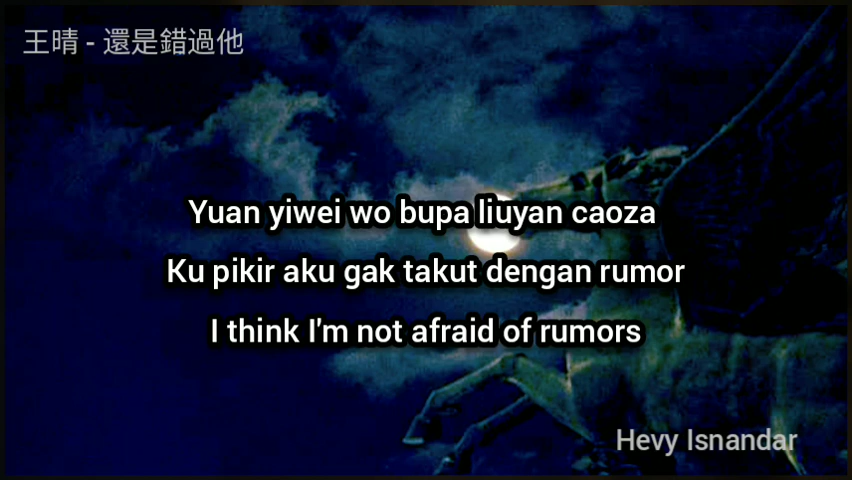 王晴 - 還是錯過他
Yuan yiwei wo bupa liuyan caoza
Ku pikir aku gak takut dengan rumor
I think I'm not afraid of rumors
Hevy Isnandar